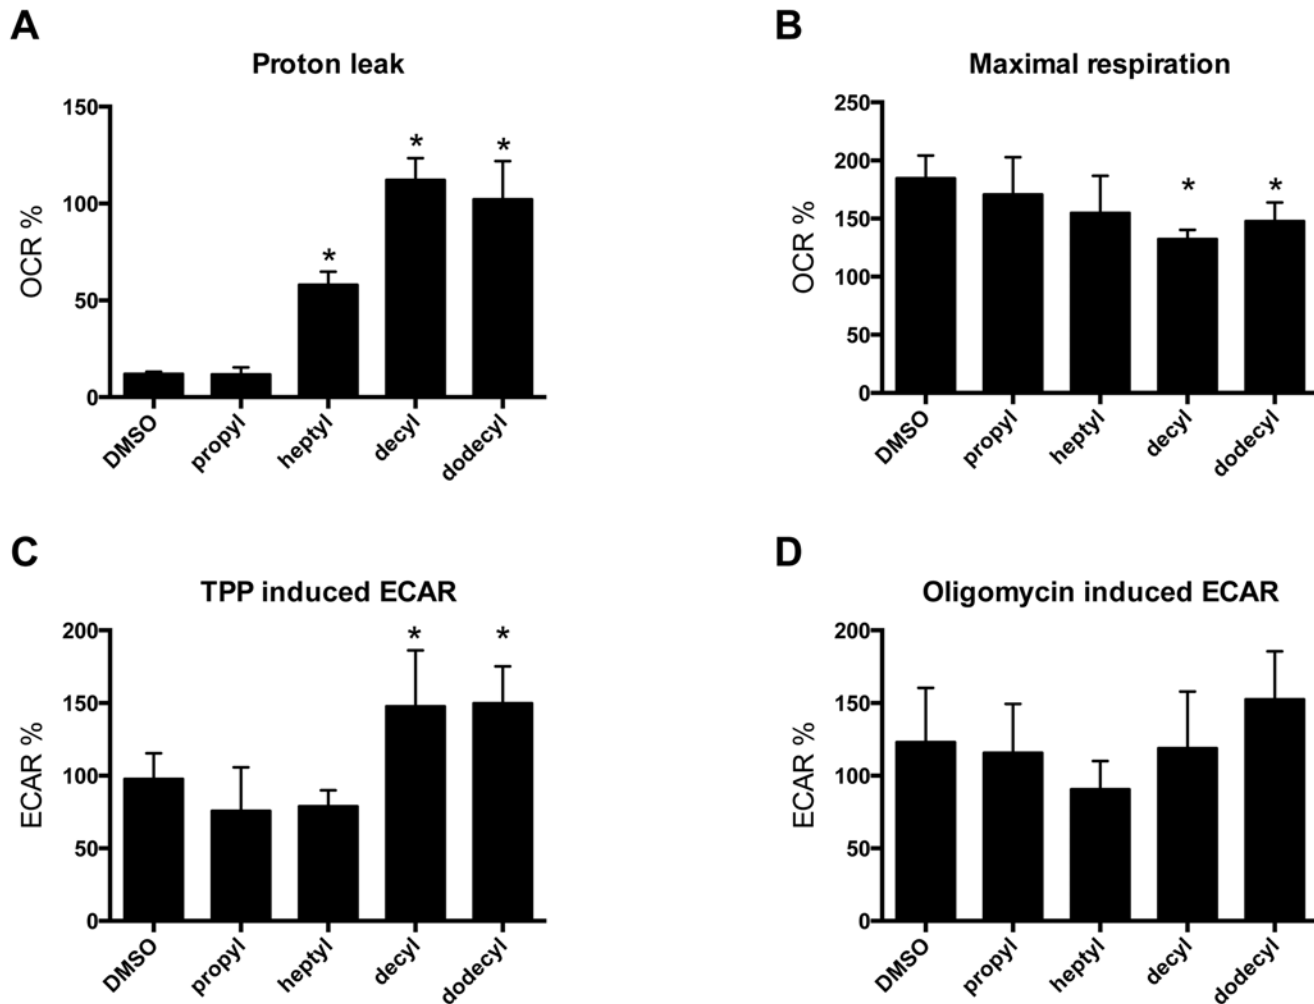 A
Proton leak
OCR %
150
100
50
0
*
*
*
DMSO
propyl
heptyl
decyl
dodecyl
B
Maximal respiration
OCR %
250
200
150
100
50
0
*
*
DMSO
propyl
heptyl
decyl
dodecyl
C
TPP induced ECAR
ECAR %
200
150
100
50
0
*
*
DMSO
propyl
heptyl
decyl
dodecyl
D
Oligomycin induced ECAR
ECAR %
200
150
100
50
0
DMSO
propyl
heptyl
decyl
dodecyl